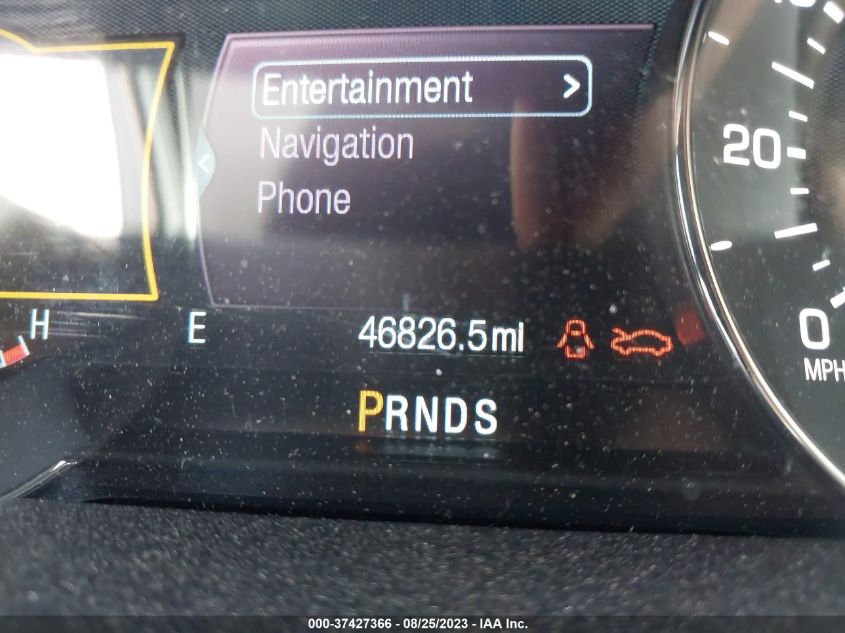 Entertainment >
Navigation
<
Phone
20
H
E
46826.5mi
0
MPH
PRNDS
000-37427366 - 08/25/2023 - IAA Inc.